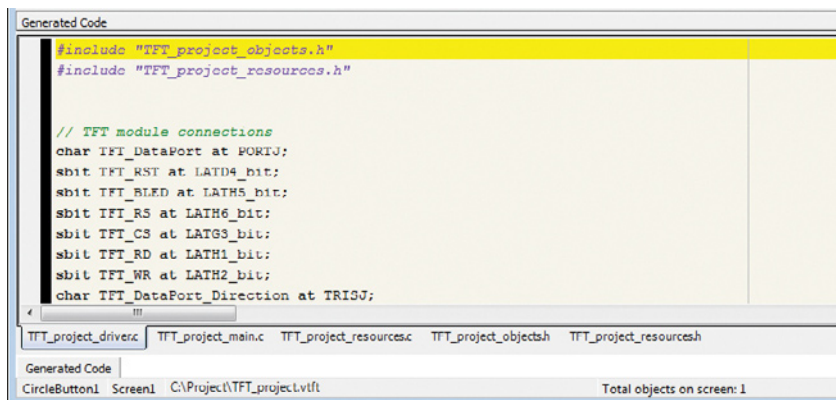 Generated Code
#include "TFT_project_objects.h"
#include "TFT_project_resources.h"
// TFT module connections
char TFT_DataPort at PORTJ;
sbit TFT_RST at LATD4_bit;
sbit TFT_BLED at LATH5_bit;
sbit TFT_RS at LATH6_bit;
sbit TFT_CS at LATG3_bit;
sbit TFT_RD at LATH1_bit;
sbit TFT_WR at LATH2_bit;
char TFT_DataPort_Direction at TRISJ;
TFT_project_driver.c TFT_project_main.c TFT_project_resources.c TFT_project_objects.h TFT_project_resources.h
Generated Code
CircleButton1 Screen1 C:\Project\TFT_project.vtft Total objects on screen: 1